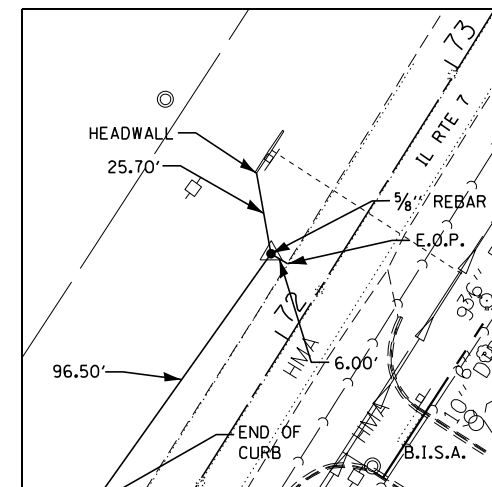 173
IL RTE 7
HEADWALL
25.70'
5/8'' REBAR
E.O.P.
172
HMA
6.00'
96.50'
HMA
END OF
CURB
B.I.S.A.